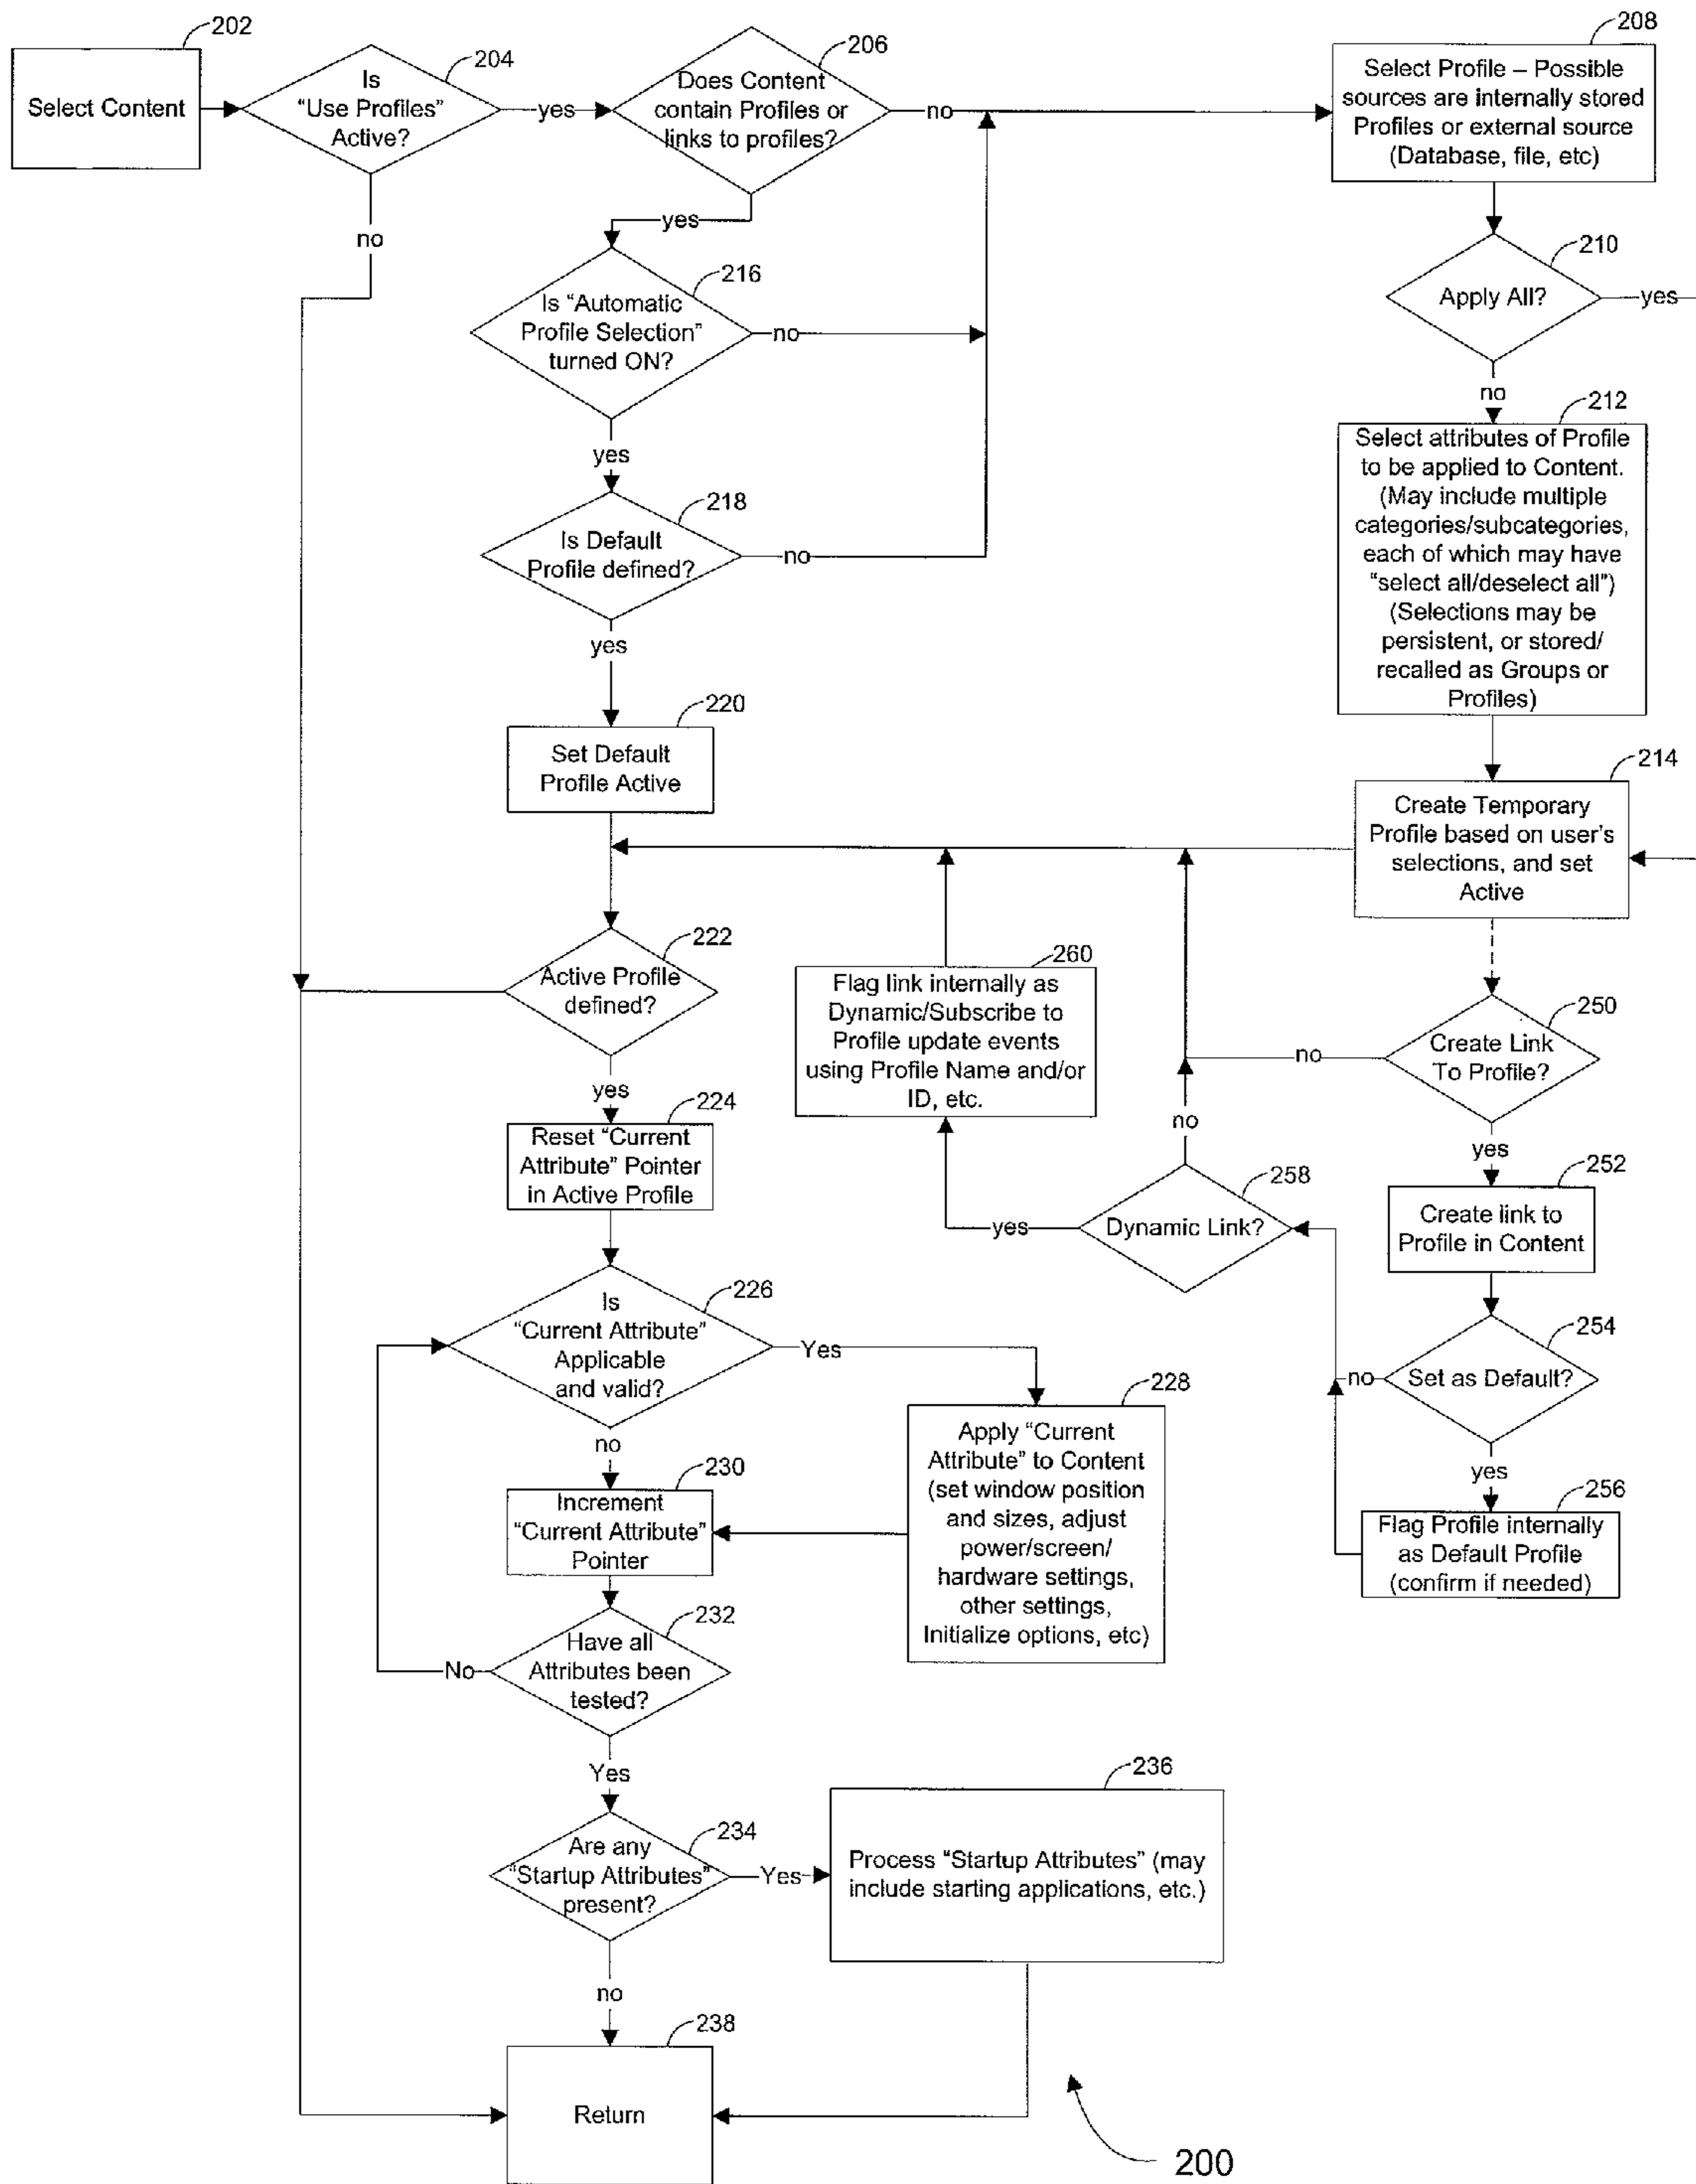 202
Select Content
204
Is
"Use Profiles"
Active?
yes
no
206
Does Content
contain Profiles or
links to profiles?
no
yes
208
Select Profile – Possible
sources are internally stored
Profiles or external source
(Database, file, etc)
210
Apply All?
yes
no
212
Select attributes of Profile
to be applied to Content.
(May include multiple
categories/subcategories,
each of which may have
"select all/deselect all")
(Selections may be
persistent, or stored/
recalled as Groups or
Profiles)
214
Create Temporary
Profile based on user's
selections, and set
Active
216
Is "Automatic
Profile Selection"
turned ON?
no
yes
218
Is Default
Profile defined?
no
yes
220
Set Default
Profile Active
222
Active Profile
defined?
yes
224
Reset "Current
Attribute" Pointer
in Active Profile
226
Is
"Current Attribute"
Applicable
and valid?
Yes
no
228
Apply "Current
Attribute" to Content
(set window position
and sizes, adjust
power/screen/
hardware settings,
other settings,
Initialize options, etc)
230
Increment
"Current Attribute"
Pointer
232
Have all
Attributes been
tested?
No
Yes
234
Are any
"Startup Attributes"
present?
Yes
no
236
Process "Startup Attributes" (may
include starting applications, etc.)
238
Return
250
Create Link
To Profile?
no
yes
252
Create link to
Profile in Content
254
Set as Default?
no
yes
256
Flag Profile internally
as Default Profile
(confirm if needed)
258
Dynamic Link?
no
yes
260
Flag link internally as
Dynamic/Subscribe to
Profile update events
using Profile Name and/or
ID, etc.
200